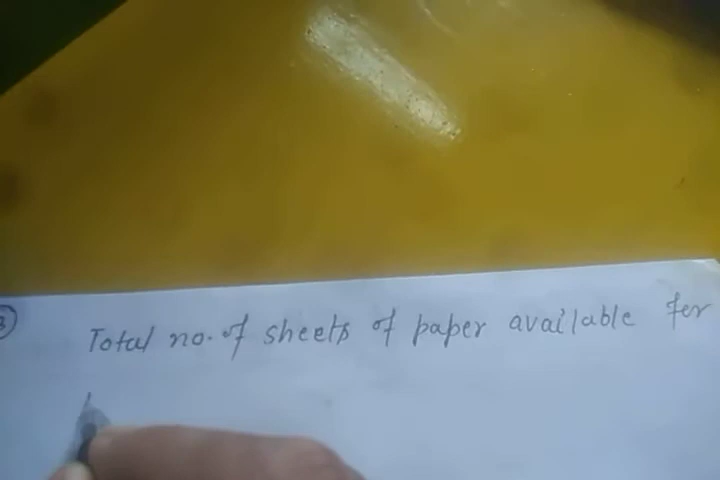 Total no. of sheets of paper available for